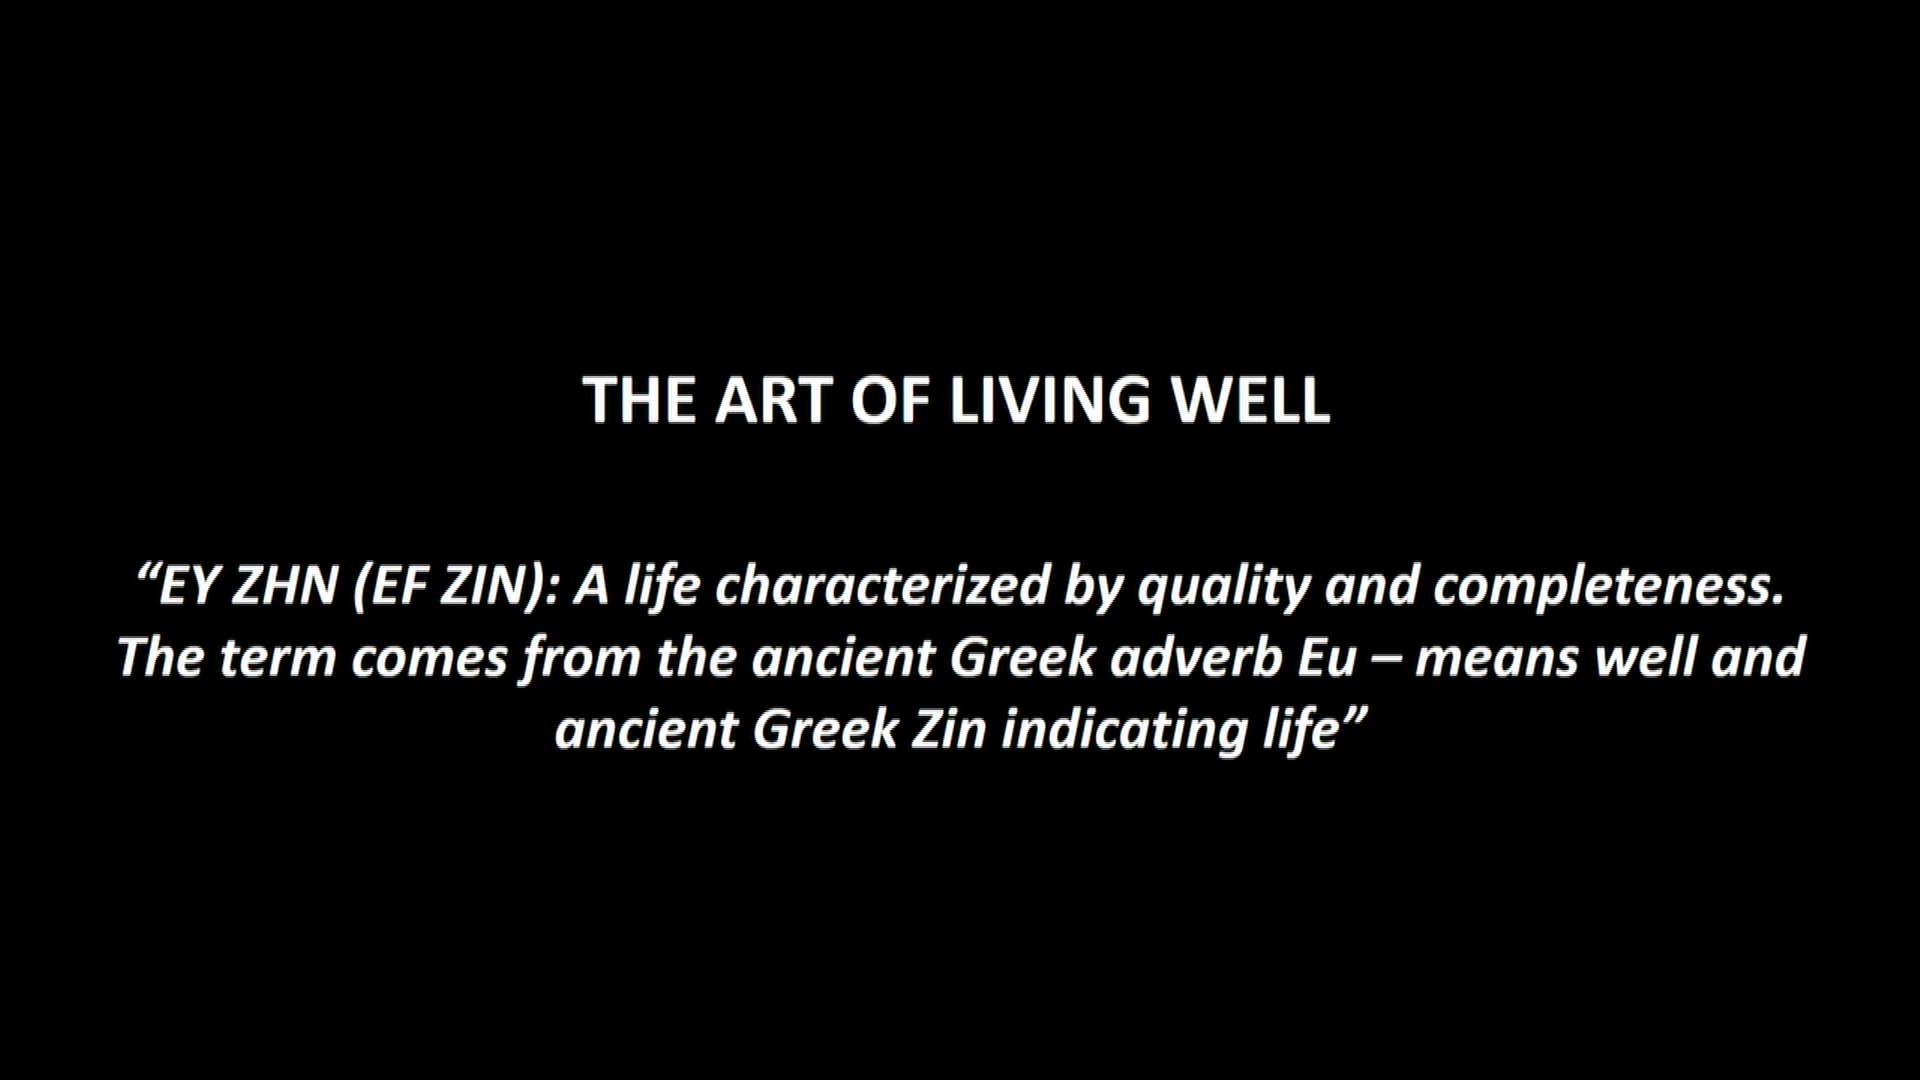 THE ART OF LIVING WELL
“EY ZHN (EF ZIN): A life characterized by quality and completeness.
The term comes from the ancient Greek adverb Eu – means well and
ancient Greek Zin indicating life”